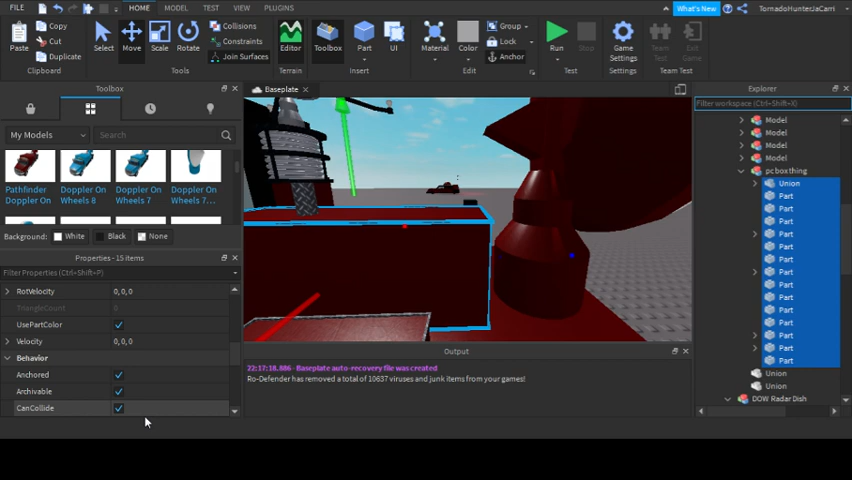 FILE HOME MODEL TEST VIEW PLUGINS What's New TornadoHunterJaCarri
Paste Copy Cut Duplicate Clipboard
Select Move Scale Rotate Collisions Constraints Join Surfaces Tools
Editor Terrain
Toolbox Part UI Insert
Material Color Group Lock Anchor Edit
Run Stop Test
Game Settings Settings
Team Test Exit Game Team Test
Toolbox
My Models Search
Pathfinder Doppler On
Doppler On Wheels 8
Doppler On Wheels 7
Doppler On Wheels 7...
Background: White Black None
Properties - 15 items
Filter Properties (Ctrl+Shift+P)
RotVelocity 0,0,0
TriangleCount 0
UsePartColor
Velocity 0,0,0
Behavior
Anchored
Archivable
CanCollide
Baseplate
Output
22:17:18.886 - Baseplate auto-recovery file was created
Ro-Defender has removed a total of 10637 viruses and junk items from your games!
Explorer
Filter workspace (Ctrl+Shift+X)
Model
Model
Model
Model
pc box thing
Union
Part
Part
Part
Part
Part
Part
Part
Part
Part
Part
Part
Part
Part
Part
Union
Union
DOW Radar Dish